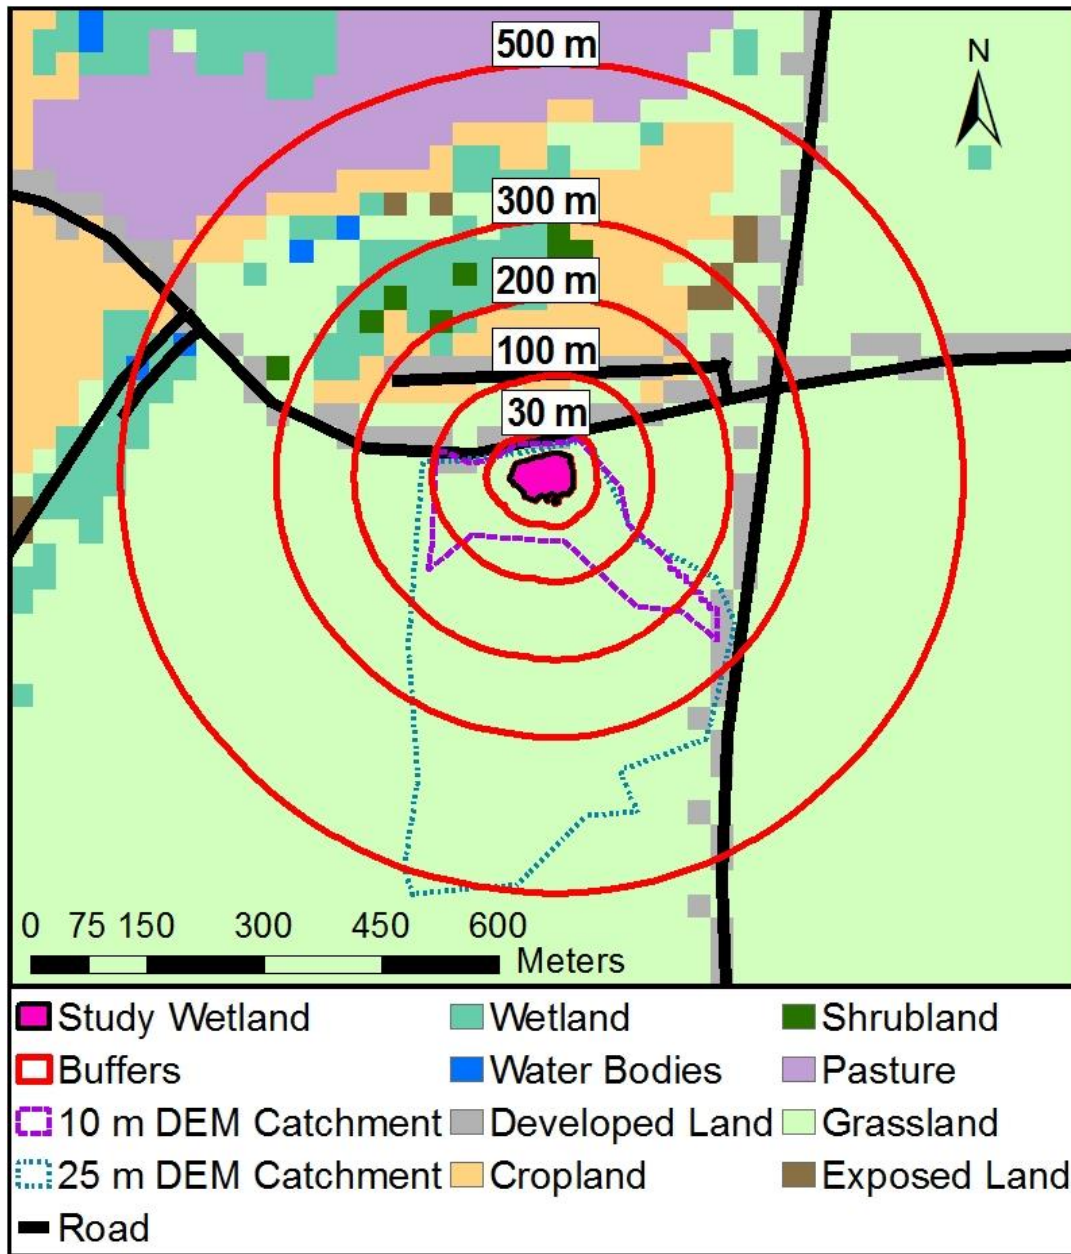 500 m
N
300 m
200 m
100 m
30 m
0 75 150 300 450 600
Meters
Study Wetland Wetland Shrubland
Buffers Water Bodies Pasture
10 m DEM Catchment Developed Land Grassland
25 m DEM Catchment Cropland Exposed Land
Road